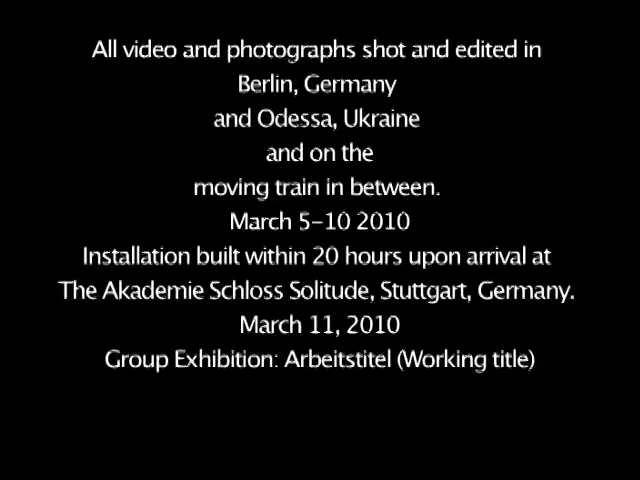 All video and photographs shot and edited in
Berlin, Germany
and Odessa, Ukraine
and on the
moving train in between.
March 5-10 2010
Installation built within 20 hours upon arrival at
The Akademie Schloss Solitude, Stuttgart, Germany.
March 11, 2010
Group Exhibition: Arbeitstitel (Working title)